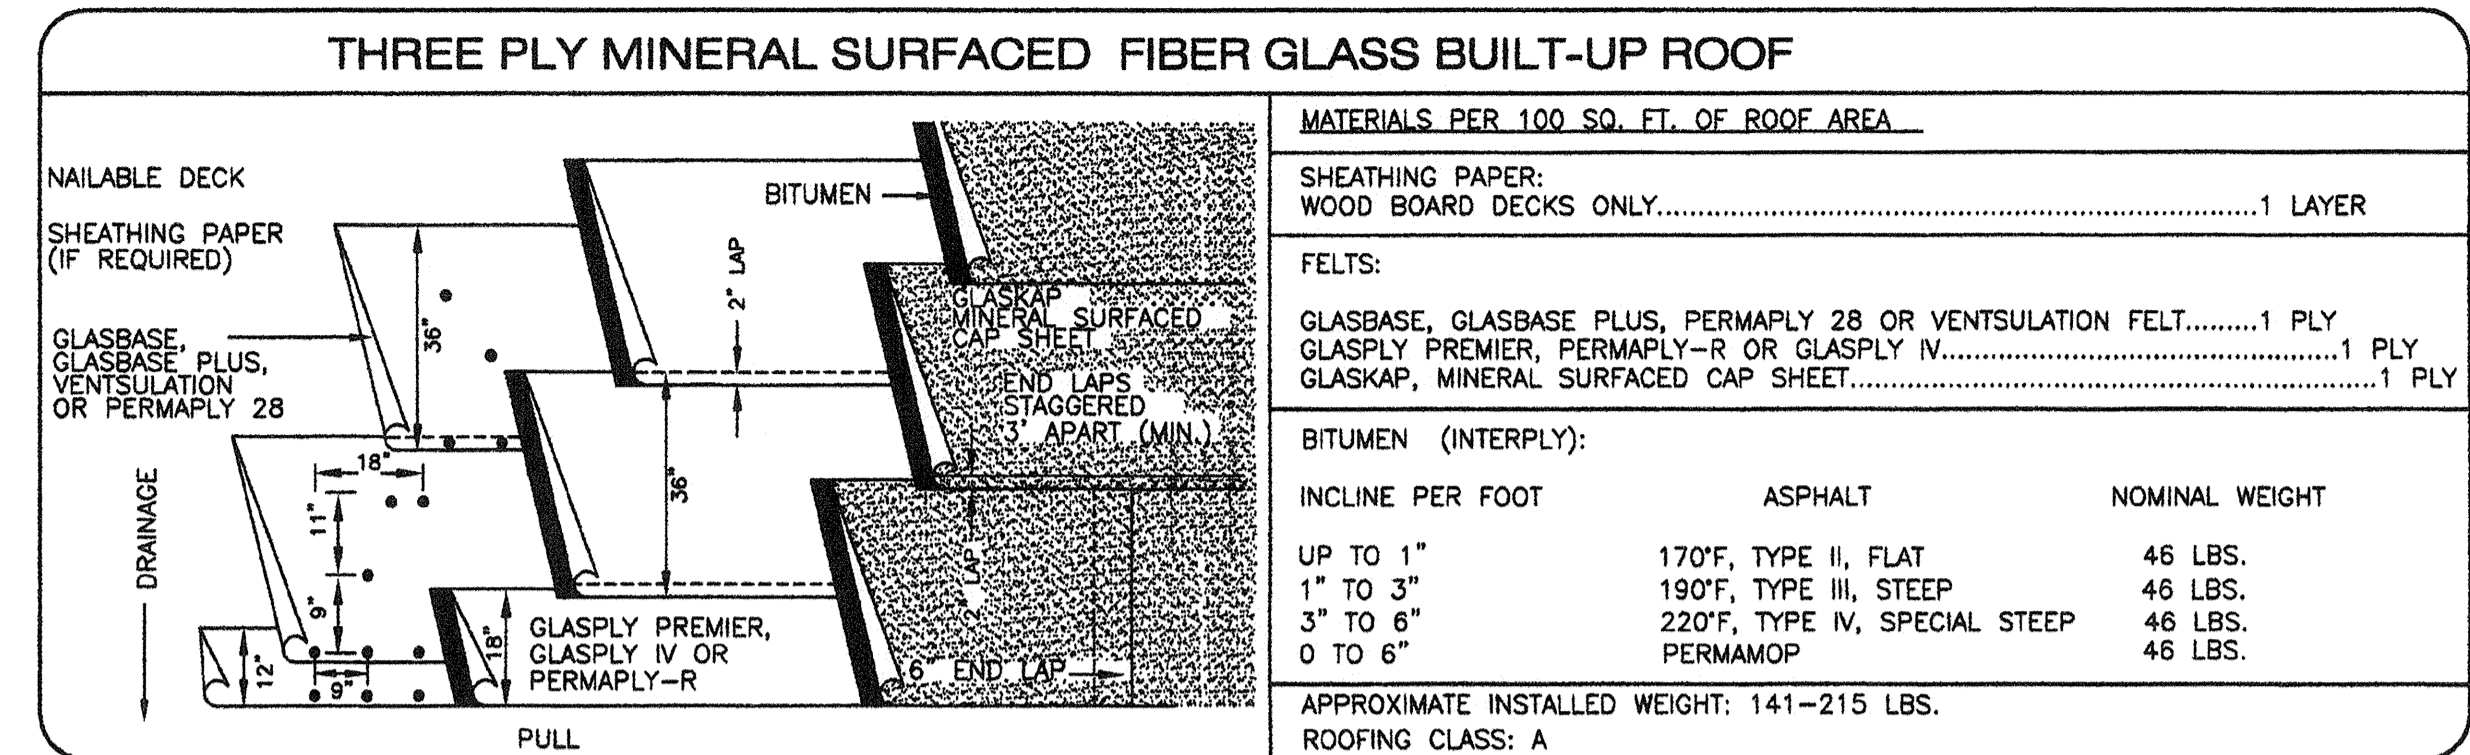 THREE PLY MINERAL SURFACED FIBER GLASS BUILT-UP ROOF
NAILABLE DECK
SHEATHING PAPER
(IF REQUIRED)
GLASBASE,
GLASBASE PLUS,
VENTSULATION
OR PERMAPLY 28
DRAINAGE
36"
18"
11"
9"
9"
12"
BITUMEN
2" LAP
36"
18"
GLASPLY PREMIER,
GLASPLY IV OR
PERMAPLY-R
GLASKAP
MINERAL SURFACED
CAP SHEET
END LAPS
STAGGERED
3' APART (MIN.)
2" LAP
6" END LAP
PULL
MATERIALS PER 100 SQ. FT. OF ROOF AREA
SHEATHING PAPER:
WOOD BOARD DECKS ONLY..........................................................................1 LAYER
FELTS:
GLASBASE, GLASBASE PLUS, PERMAPLY 28 OR VENTSULATION FELT.........1 PLY
GLASPLY PREMIER, PERMAPLY-R OR GLASPLY IV.................................................1 PLY
GLASKAP, MINERAL SURFACED CAP SHEET.................................................................1 PLY
BITUMEN (INTERPLY):
INCLINE PER FOOT ASPHALT NOMINAL WEIGHT
UP TO 1" 170°F, TYPE II, FLAT 46 LBS.
1" TO 3" 190°F, TYPE III, STEEP 46 LBS.
3" TO 6" 220°F, TYPE IV, SPECIAL STEEP 46 LBS.
0 TO 6" PERMAMOP 46 LBS.
APPROXIMATE INSTALLED WEIGHT: 141-215 LBS.
ROOFING CLASS: A